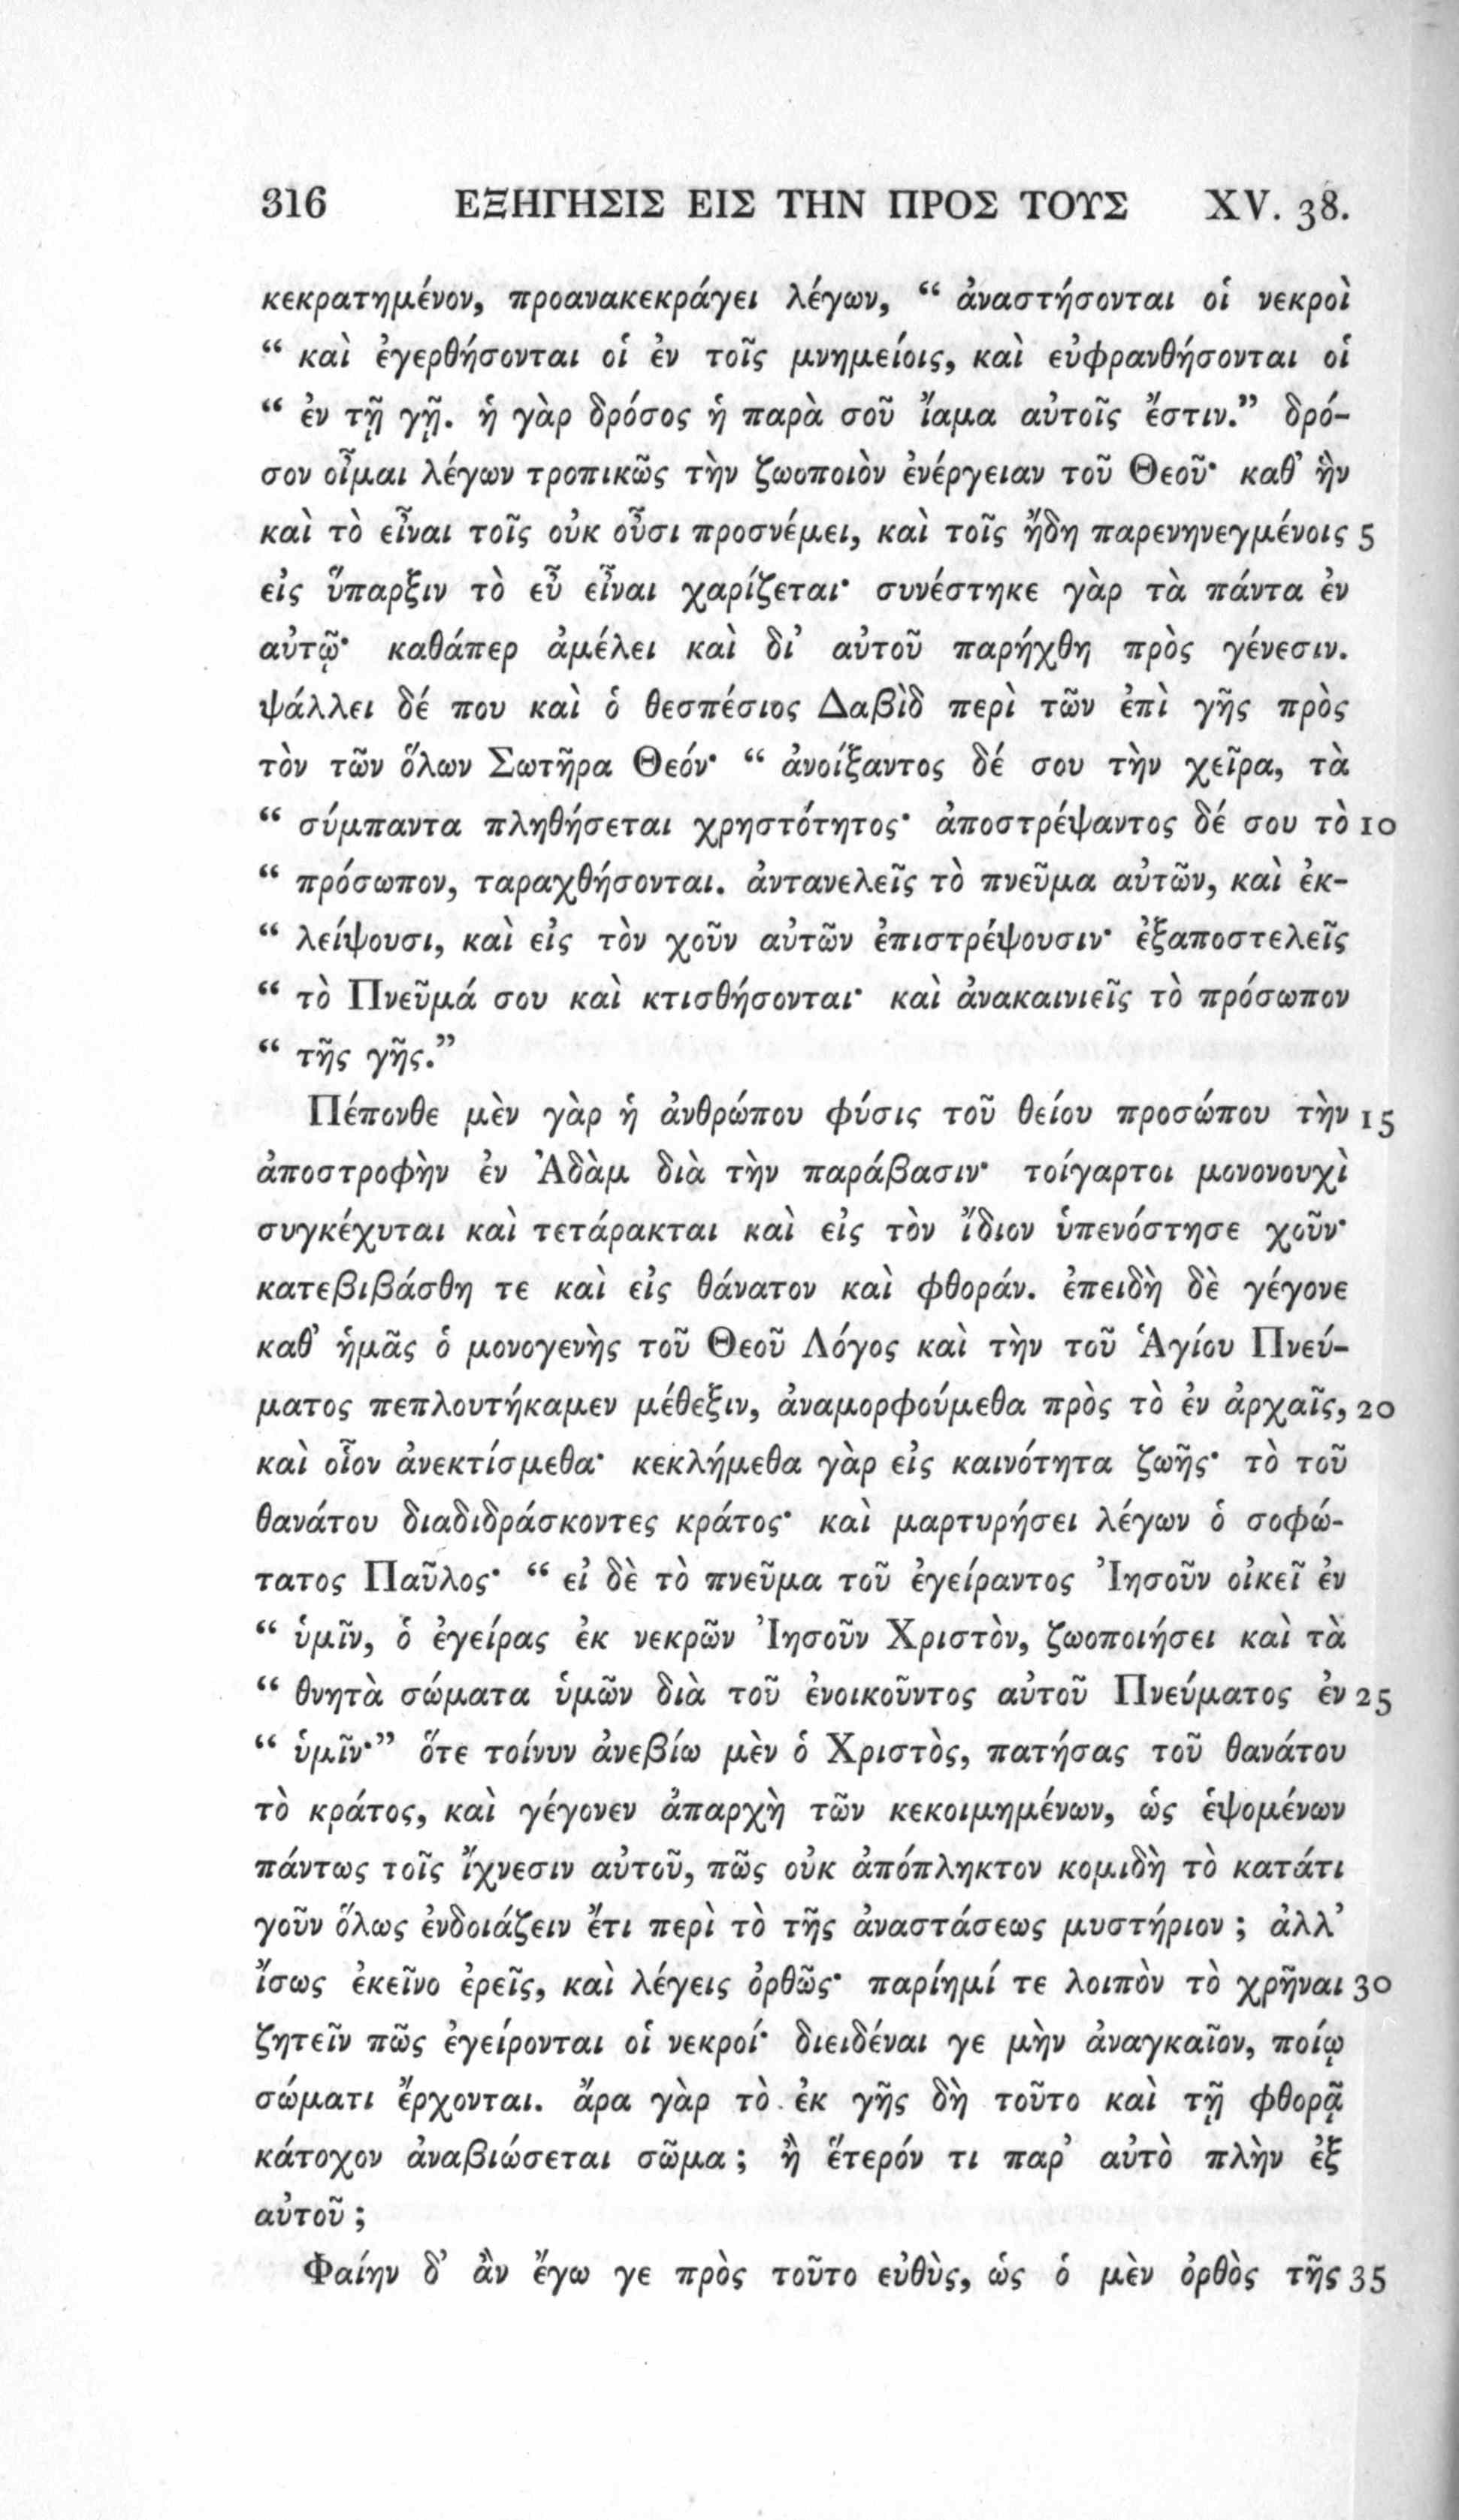 316 ΕΞΗΓΗΣΙΣ ΕΙΣ ΤΗΝ ΠΡΟΣ ΤΟΥΣ XV. 38.
κεκρατημένον, προανακεκράγει λέγων, “ ἀναστήσονται οἱ νεκροὶ
“ καὶ ἐγερθήσονται οἱ ἐν τοῖς μνημείοις, καὶ εὐφρανθήσονται οἱ
“ ἐν τῇ γῇ. ἡ γὰρ δρόσος ἡ παρὰ σοῦ ἴαμα αὐτοῖς ἔστιν.” δρό-
σον οἶμαι λέγων τροπικῶς τὴν ζωοποιὸν ἐνέργειαν τοῦ Θεοῦ· καθ’ ἣν
καὶ τὸ εἶναι τοῖς οὐκ οὖσι προσνέμει, καὶ τοῖς ἤδη παρενηνεγμένοις 5
εἰς ὕπαρξιν τὸ εὖ εἶναι χαρίζεται· συνέστηκε γὰρ τὰ πάντα ἐν
αὐτῷ· καθάπερ ἀμέλει καὶ δι’ αὐτοῦ παρήχθη πρὸς γένεσιν.
ψάλλει δέ που καὶ ὁ θεσπέσιος Δαβὶδ περὶ τῶν ἐπὶ γῆς πρὸς
τὸν τῶν ὅλων Σωτῆρα Θεόν· “ ἀνοίξαντος δέ σου τὴν χεῖρα, τὰ
“ σύμπαντα πληθήσεται χρηστότητος· ἀποστρέψαντος δέ σου τὸ 10
“ πρόσωπον, ταραχθήσονται. ἀντανελεῖς τὸ πνεῦμα αὐτῶν, καὶ ἐκ-
“ λείψουσι, καὶ εἰς τὸν χοῦν αὐτῶν ἐπιστρέψουσιν· ἐξαποστελεῖς
“ τὸ Πνεῦμά σου καὶ κτισθήσονται· καὶ ἀνακαινιεῖς τὸ πρόσωπον
“ τῆς γῆς.”
Πέπονθε μὲν γὰρ ἡ ἀνθρώπου φύσις τοῦ θείου προσώπου τὴν 15
ἀποστροφὴν ἐν Ἀδὰμ διὰ τὴν παράβασιν· τοίγαρτοι μονονουχὶ
συγκέχυται καὶ τετάρακται καὶ εἰς τὸν ἴδιον ὑπενόστησε χοῦν·
κατεβιβάσθη τε καὶ εἰς θάνατον καὶ φθοράν. ἐπειδὴ δὲ γέγονε
καθ’ ἡμᾶς ὁ μονογενὴς τοῦ Θεοῦ Λόγος καὶ τὴν τοῦ Ἁγίου Πνεύ-
ματος πεπλουτήκαμεν μέθεξιν, ἀναμορφούμεθα πρὸς τὸ ἐν ἀρχαῖς, 20
καὶ οἷον ἀνεκτίσμεθα· κεκλήμεθα γὰρ εἰς καινότητα ζωῆς· τὸ τοῦ
θανάτου διαδιδράσκοντες κράτος· καὶ μαρτυρήσει λέγων ὁ σοφώ-
τατος Παῦλος· “ εἰ δὲ τὸ πνεῦμα τοῦ ἐγείραντος Ἰησοῦν οἰκεῖ ἐν
“ ὑμῖν, ὁ ἐγείρας ἐκ νεκρῶν Ἰησοῦν Χριστὸν, ζωοποιήσει καὶ τὰ
“ θνητὰ σώματα ὑμῶν διὰ τοῦ ἐνοικοῦντος αὐτοῦ Πνεύματος ἐν 25
“ ὑμῖν·” ὅτε τοίνυν ἀνεβίω μὲν ὁ Χριστὸς, πατήσας τοῦ θανάτου
τὸ κράτος, καὶ γέγονεν ἀπαρχὴ τῶν κεκοιμημένων, ὡς ἑψομένων
πάντως τοῖς ἴχνεσιν αὐτοῦ, πῶς οὐκ ἀπόπληκτον κομιδὴ τὸ κατάτι
γοῦν ὅλως ἐνδοιάζειν ἔτι περὶ τὸ τῆς ἀναστάσεως μυστήριον ; ἀλλ’
ἴσως ἐκεῖνο ἐρεῖς, καὶ λέγεις ὀρθῶς· παρίημί τε λοιπὸν τὸ χρῆναι 30
ζητεῖν πῶς ἐγείρονται οἱ νεκροί· διειδέναι γε μὴν ἀναγκαῖον, ποίῳ
σώματι ἔρχονται. ἄρα γὰρ τὸ ἐκ γῆς δὴ τοῦτο καὶ τῇ φθορᾷ
κάτοχον ἀναβιώσεται σῶμα ; ἢ ἕτερόν τι παρ’ αὐτὸ πλὴν ἐξ
αὐτοῦ ;
Φαίην δ’ ἂν ἔγω γε πρὸς τοῦτο εὐθὺς, ὡς ὁ μὲν ὀρθὸς τῆς 35